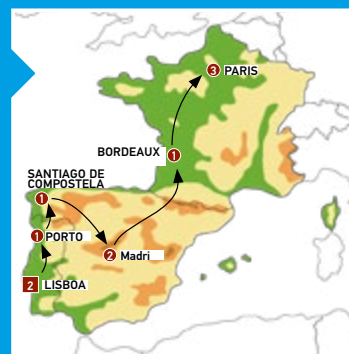 3 PARIS
BORDEAUX 1
SANTIAGO DE
COMPOSTELA
1
1 PORTO
2 Madri
2 LISBOA